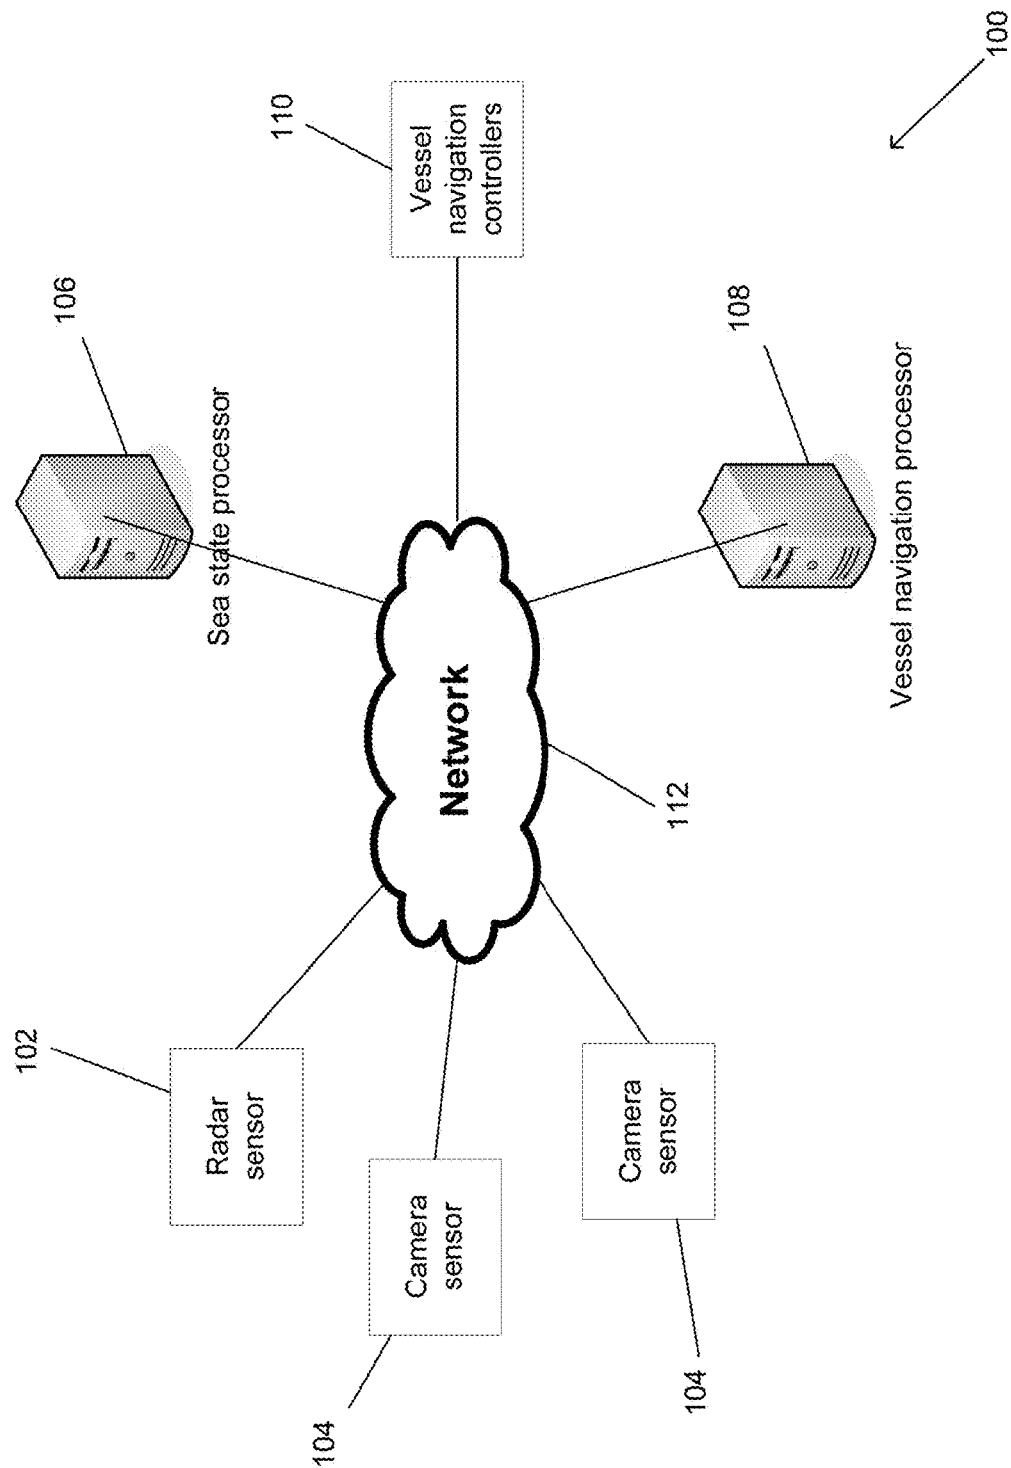 100
106
Sea state processor
110
Vessel
navigation
controllers
108
Vessel navigation processor
Network
112
102
Radar
sensor
Camera
sensor
104
Camera
sensor
104